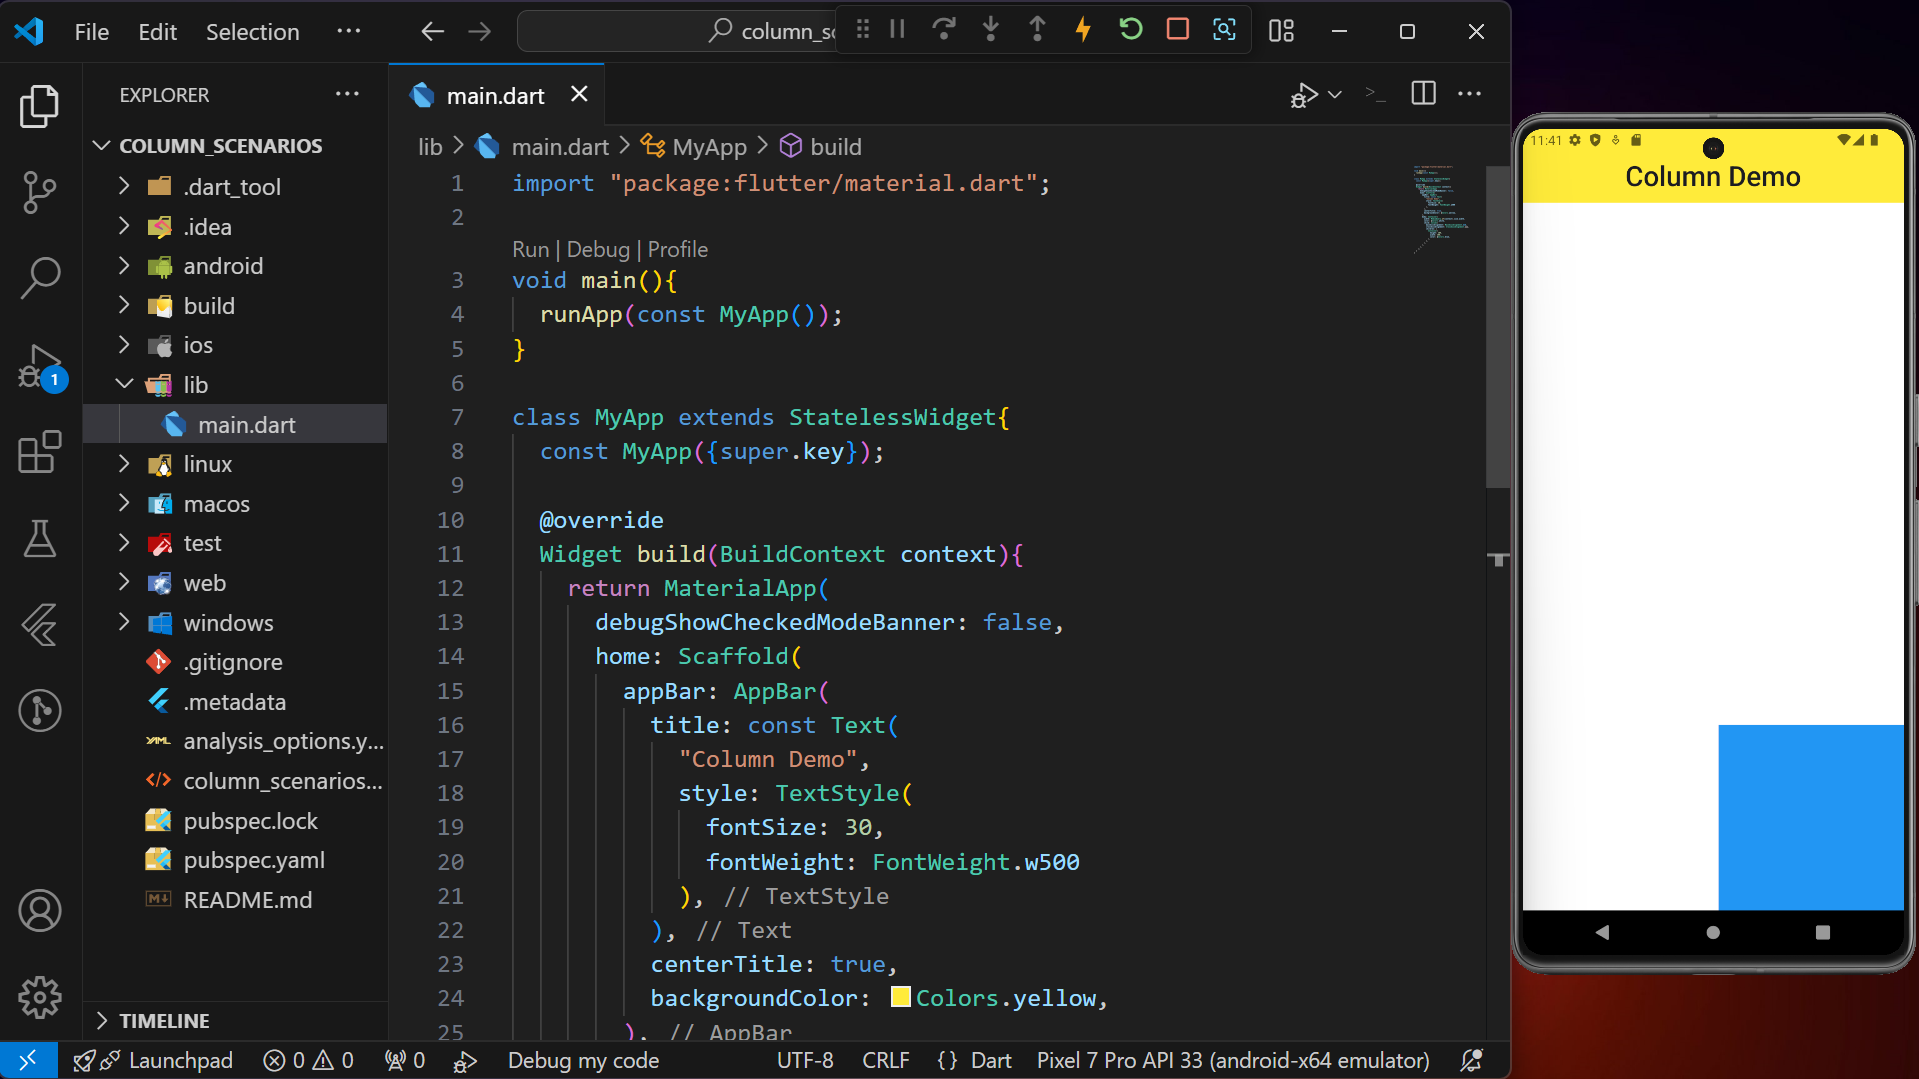 File Edit Selection ···
column_sc
EXPLORER ···
main.dart
COLUMN_SCENARIOS
.dart_tool
.idea
android
build
ios
lib
main.dart
linux
macos
test
web
windows
.gitignore
.metadata
analysis_options.y...
column_scenarios...
pubspec.lock
pubspec.yaml
README.md
TIMELINE
1
lib > main.dart > MyApp > build
1 import "package:flutter/material.dart";
2
Run | Debug | Profile
3 void main(){
4 runApp(const MyApp());
5 }
6
7 class MyApp extends StatelessWidget{
8 const MyApp({super.key});
9
10 @override
11 Widget build(BuildContext context){
12 return MaterialApp(
13 debugShowCheckedModeBanner: false,
14 home: Scaffold(
15 appBar: AppBar(
16 title: const Text(
17 "Column Demo",
18 style: TextStyle(
19 fontSize: 30,
20 fontWeight: FontWeight.w500
21 ), // TextStyle
22 ), // Text
23 centerTitle: true,
24 backgroundColor: Colors.yellow,
25 ), // AppBar
Launchpad 0 0 0 Debug my code UTF-8 CRLF {} Dart Pixel 7 Pro API 33 (android-x64 emulator)
11:41
Column Demo